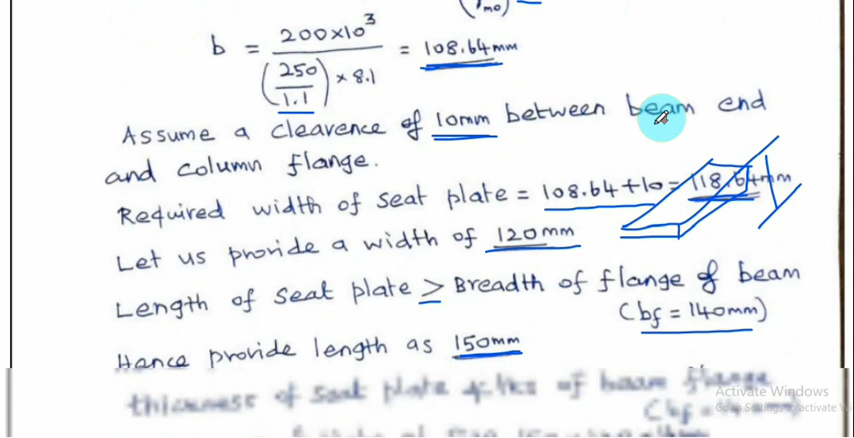 γmo)
b = 200×10³ / (250/1.1) × 8.1 = 108.64mm
Assume a clearence of 10mm between beam end
and column flange.
Required width of seat plate = 108.64+10 = 118.64mm
Let us provide a width of 120mm
Length of seat plate ≥ Breadth of flange of beam
(bf = 140mm)
Hence provide length as 150mm
thickness of seat plate of beam flange
Activate Windows